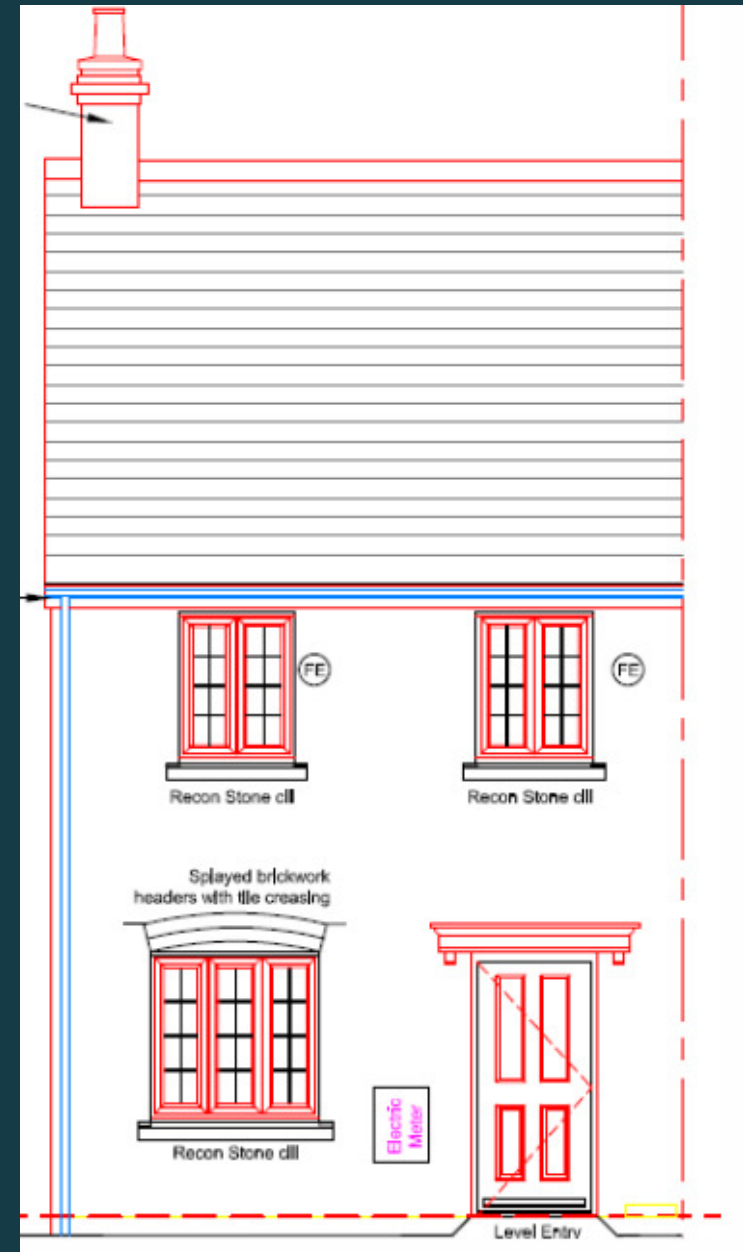 FE
FE
Recon Stone cill
Recon Stone cill
Splayed brickwork
headers with tile creasing
Electric
Meter
Recon Stone cill
Level Entry